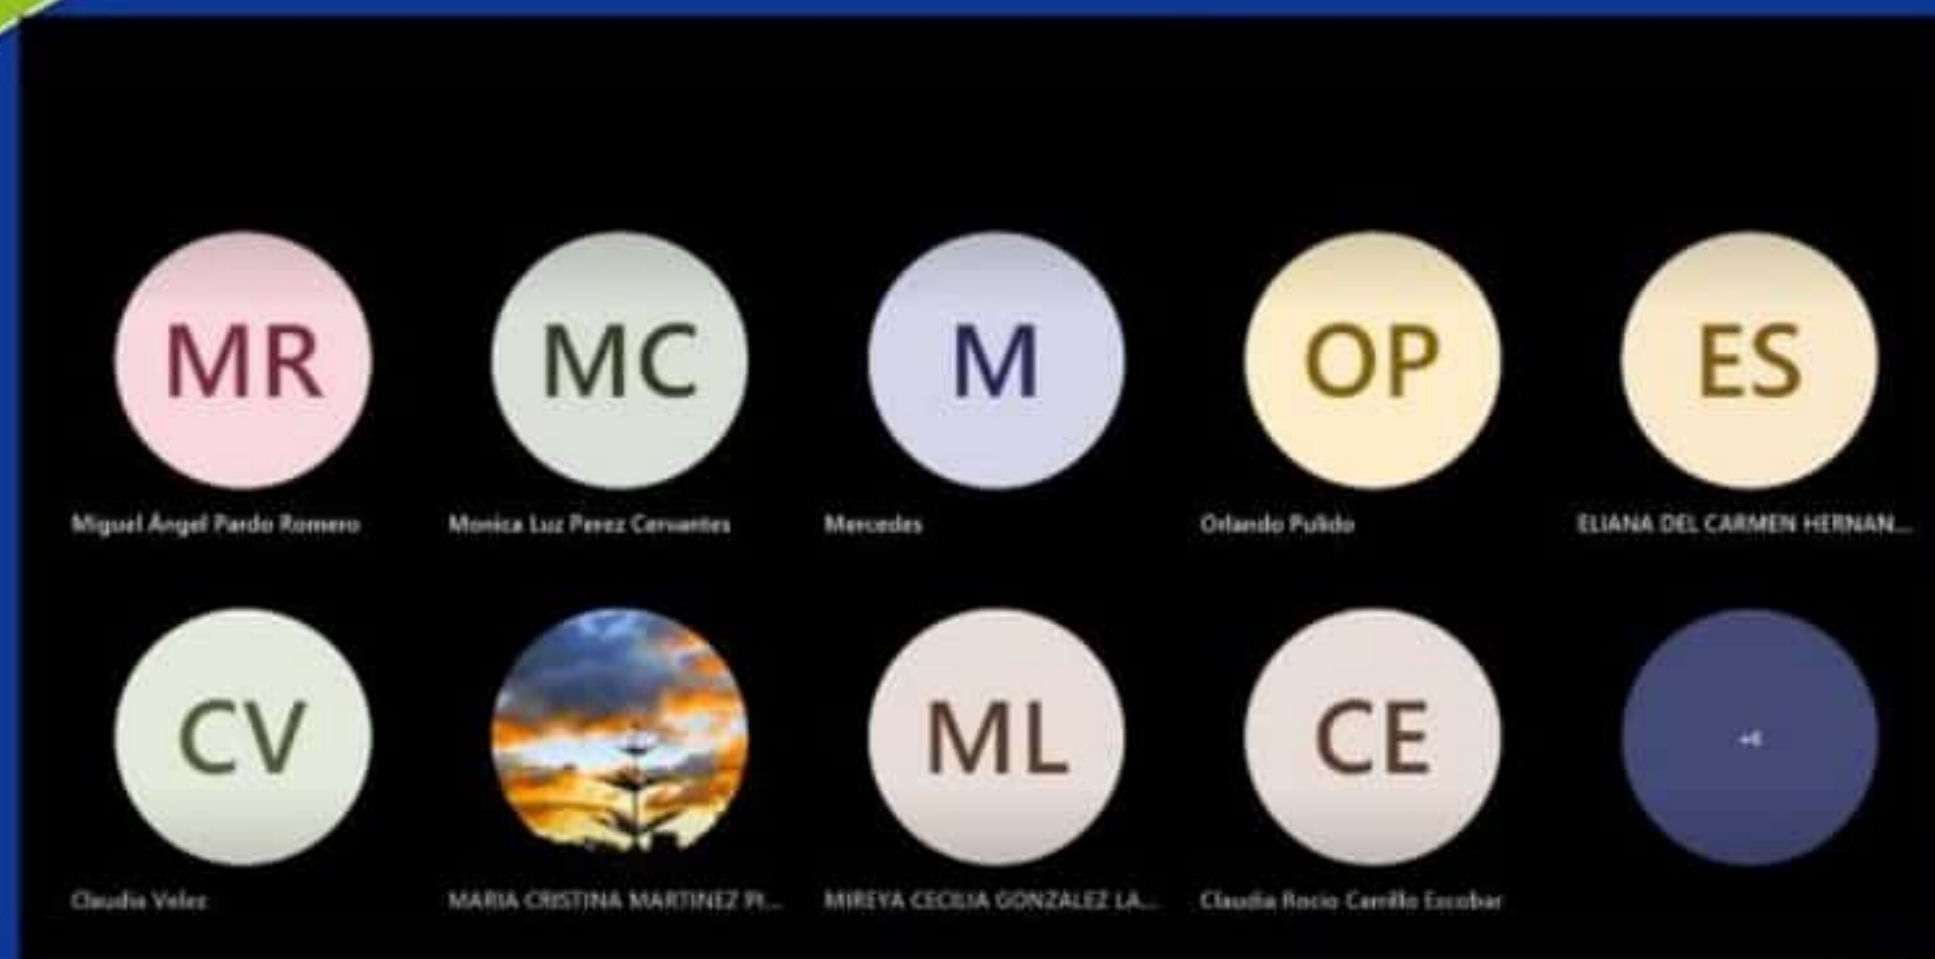 MR
MC
M
OP
ES
Miguel Ángel Pardo Romero
Monica Luz Perez Cervantes
Mercedes
Orlando Pulido
ELIANA DEL CARMEN HERNAN...
CV
ML
CE
Claudia Velez
MARIA CRISTINA MARTINEZ PI...
MIREYA CECILIA GONZALEZ LA...
Claudia Rocio Carrillo Escobar